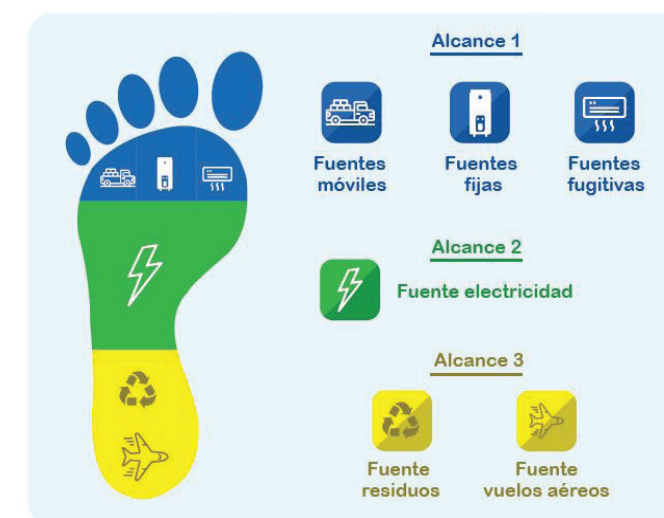 Alcance 1
Fuentes móviles
Fuentes fijas
Fuentes fugitivas
Alcance 2
Fuente electricidad
Alcance 3
Fuente residuos
Fuente vuelos aéreos